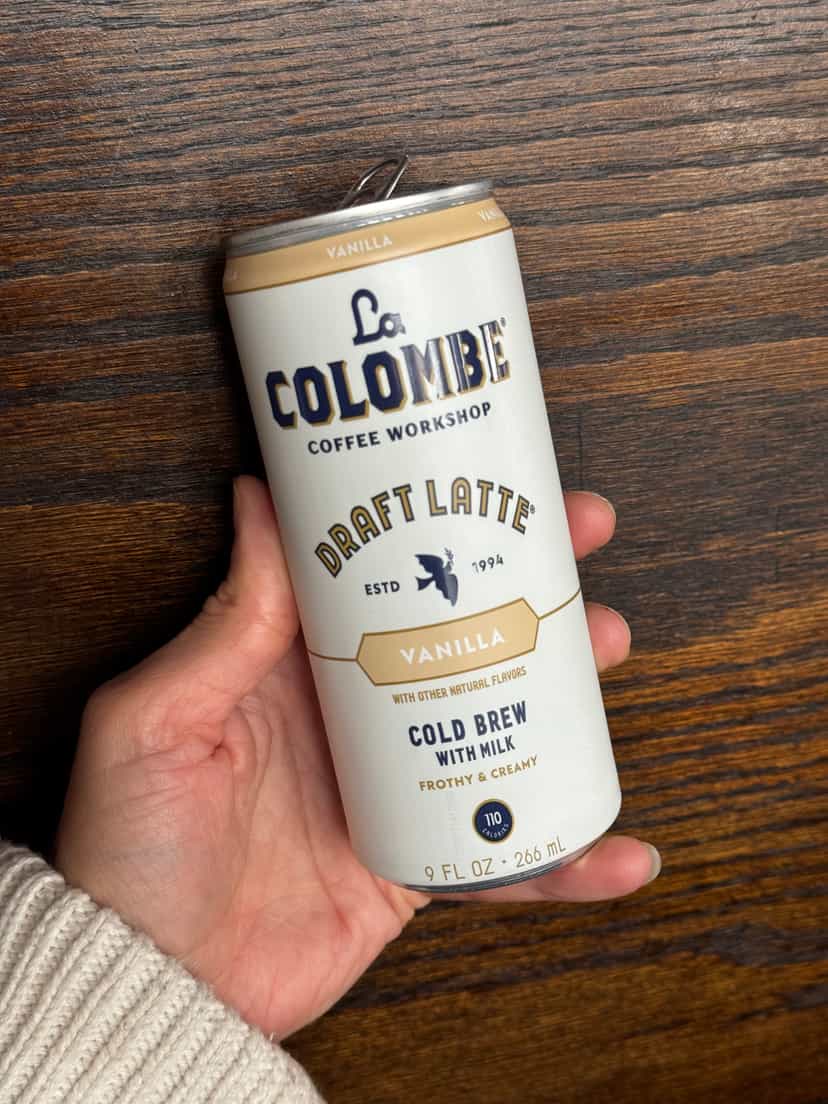 VANILLA
La
COLOMBE®
COFFEE WORKSHOP
DRAFT LATTE®
ESTD 1994
VANILLA
WITH OTHER NATURAL FLAVORS
COLD BREW
WITH MILK
FROTHY & CREAMY
110
CALORIES
9 FL OZ • 266 mL